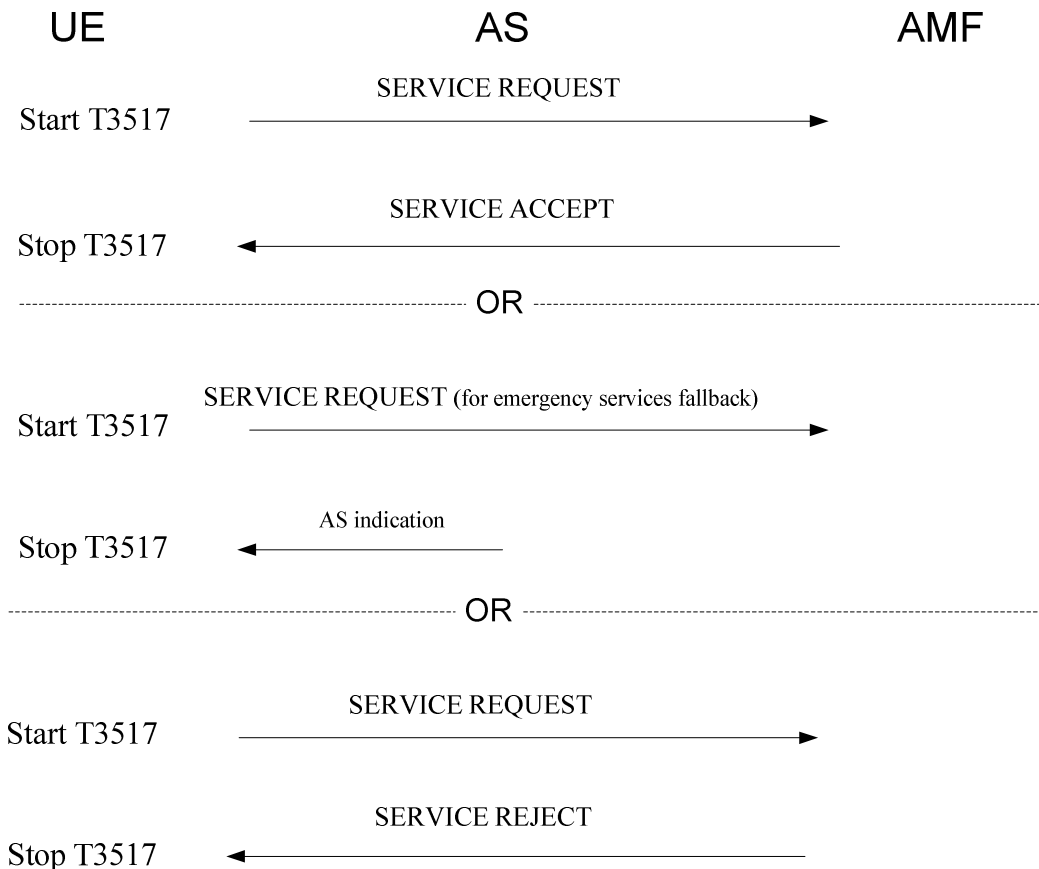 UE AS AMF
SERVICE REQUEST
Start T3517
SERVICE ACCEPT
Stop T3517
OR
SERVICE REQUEST (for emergency services fallback)
Start T3517
AS indication
Stop T3517
OR
SERVICE REQUEST
Start T3517
SERVICE REJECT
Stop T3517